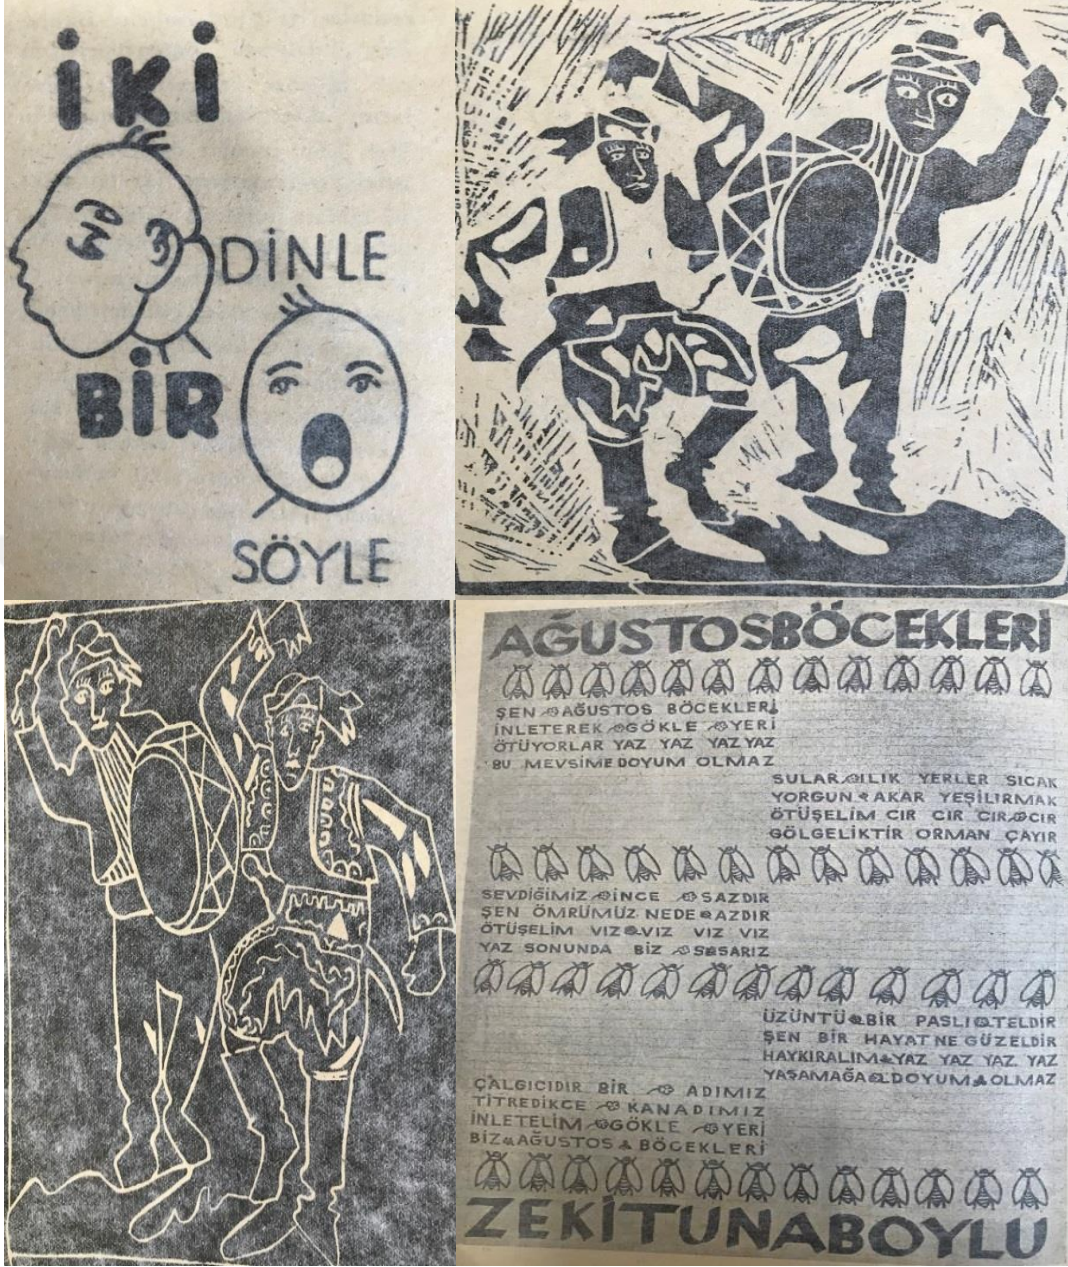 İKİ
DİNLE
BİR
SÖYLE
AĞUSTOSBÖCEKLERİ
ŞEN AĞUSTOS BÖCEKLERİ
İNLETEREK GÖKLE YERİ
ÖTÜYORLAR YAZ YAZ YAZ YAZ
BU MEVSİME DOYUM OLMAZ
SULAR ILIK YERLER SICAK
YORGUN AKAR YEŞİLIRMAK
ÖTÜŞELİM CIR CIR CIR CIR
GÖLGELİKTİR ORMAN ÇAYIR
SEVDİĞİMİZ İNCE SAZDIR
ŞEN ÖMRÜMÜZ NEDE AZDIR
ÖTÜŞELİM VIZ VIZ VIZ VIZ
YAZ SONUNDA BİZ SUSARIZ
ÜZÜNTÜ BİR PASLI TELDIR
ŞEN BİR HAYAT NE GÜZELDİR
HAYKIRALIM YAZ YAZ YAZ YAZ
YAŞAMAĞA DOYUM OLMAZ
ÇALGICIDIR BİR ADIMIZ
TİTREDİKCE KANADIMIZ
İNLETELİM GÖKLE YERİ
BİZ AĞUSTOS BÖCEKLERİ
ZEKİTUNABOYLU